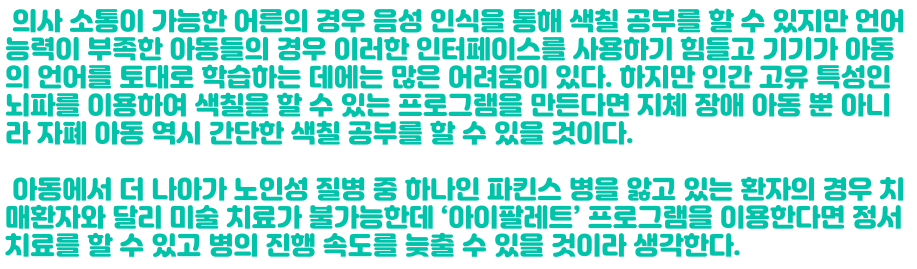 의사 소통이 가능한 어른의 경우 음성 인식을 통해 색칠 공부를 할 수 있지만 언어
능력이 부족한 아동들의 경우 이러한 인터페이스를 사용하기 힘들고 기기가 아동
의 언어를 토대로 학습하는 데에는 많은 어려움이 있다. 하지만 인간 고유 특성인
뇌파를 이용하여 색칠을 할 수 있는 프로그램을 만든다면 지체 장애 아동 뿐 아니
라 자폐 아동 역시 간단한 색칠 공부를 할 수 있을 것이다.
아동에서 더 나아가 노인성 질병 중 하나인 파킨스 병을 앓고 있는 환자의 경우 치
매환자와 달리 미술 치료가 불가능한데 ‘아이팔레트’ 프로그램을 이용한다면 정서
치료를 할 수 있고 병의 진행 속도를 늦출 수 있을 것이라 생각한다.